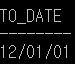 TO_DATE
--------
12/01/01